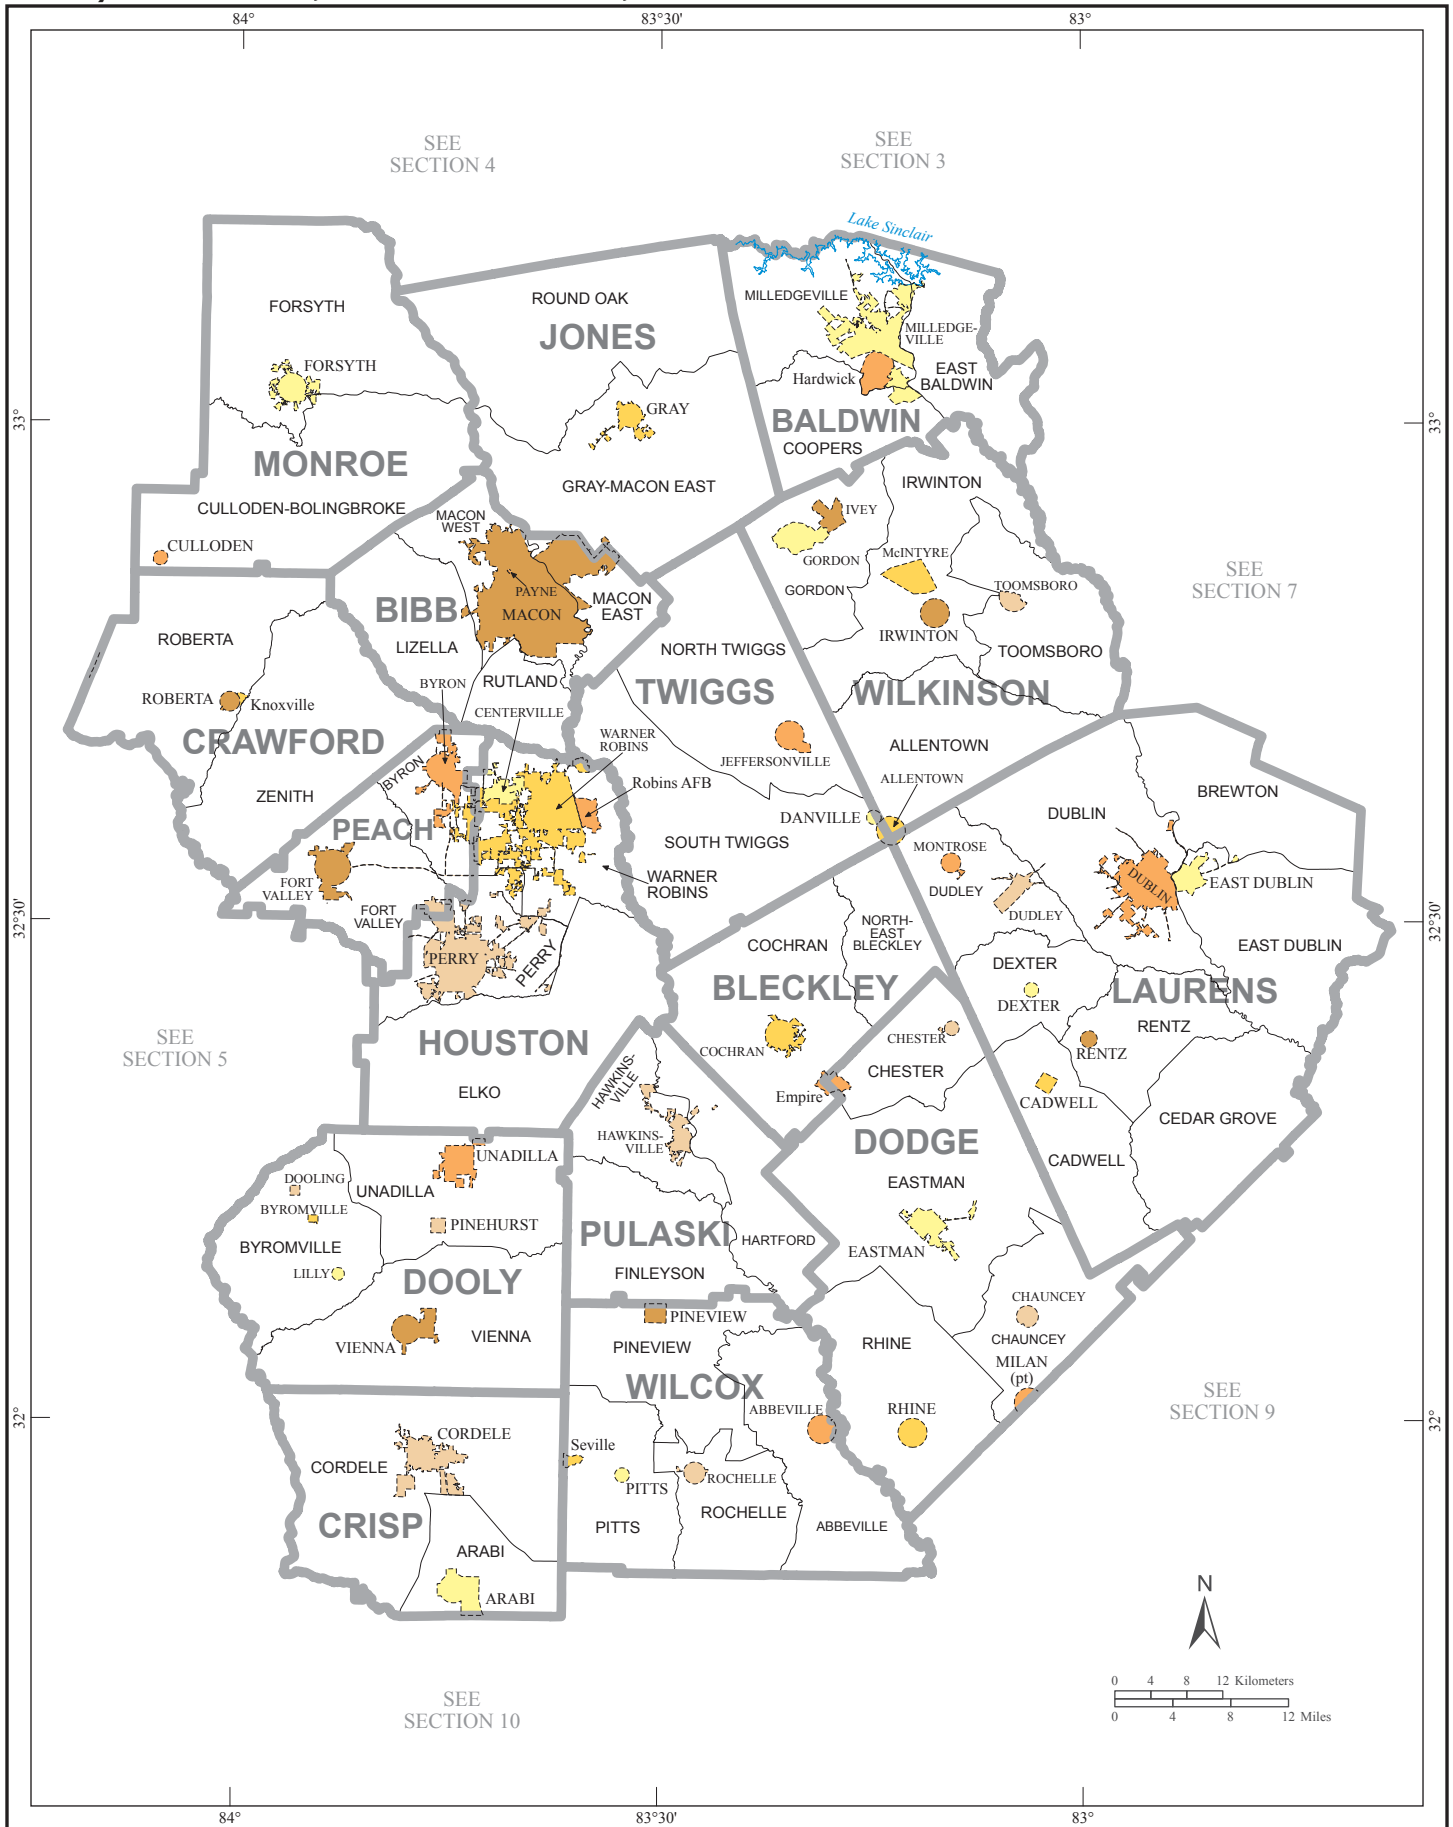 84°
83°30'
83°
SEE
SECTION 4
SEE
SECTION 3
Lake Sinclair
FORSYTH
ROUND OAK
JONES
MILLEDGEVILLE
MILLEDGE-
VILLE
FORSYTH
Hardwick
EAST
BALDWIN
GRAY
33°
33°
BALDWIN
COOPERS
MONROE
GRAY-MACON EAST
IRWINTON
CULLODEN-BOLINGBROKE
IVEY
MACON
WEST
CULLODEN
McINTYRE
GORDON
SEE
SECTION 7
PAYNE
GORDON
TOOMSBORO
BIBB
MACON
MACON
EAST
IRWINTON
ROBERTA
LIZELLA
NORTH TWIGGS
TOOMSBORO
BYRON
RUTLAND
TWIGGS
WILKINSON
ROBERTA
Knoxville
CENTERVILLE
CRAWFORD
WARNER
ROBINS
JEFFERSONVILLE
ALLENTOWN
BYRON
Robins AFB
ALLENTOWN
ZENITH
BREWTON
PEACH
DANVILLE
DUBLIN
SOUTH TWIGGS
MONTROSE
FORT
VALLEY
WARNER
ROBINS
DUDLEY
DUBLIN
EAST DUBLIN
DUDLEY
FORT
VALLEY
NORTH-
EAST
BLECKLEY
32°30'
32°30'
COCHRAN
EAST DUBLIN
PERRY
PERRY
DEXTER
BLECKLEY
LAURENS
DEXTER
RENTZ
SEE
SECTION 5
HOUSTON
CHESTER
COCHRAN
RENTZ
CHESTER
HAWKINS-
VILLE
ELKO
Empire
CADWELL
CEDAR GROVE
HAWKINS-
VILLE
DODGE
UNADILLA
CADWELL
DOOLING
UNADILLA
EASTMAN
BYROMVILLE
PINEHURST
PULASKI
HARTFORD
BYROMVILLE
EASTMAN
LILLY
DOOLY
FINLEYSON
CHAUNCEY
PINEVIEW
VIENNA
VIENNA
PINEVIEW
RHINE
CHAUNCEY
MILAN
(pt)
WILCOX
SEE
SECTION 9
ABBEVILLE
RHINE
32°
32°
CORDELE
Seville
CORDELE
PITTS
ROCHELLE
CRISP
PITTS
ROCHELLE
ABBEVILLE
ARABI
ARABI
N
0 4 8 12 Kilometers
0 4 8 12 Miles
SEE
SECTION 10
84°
83°30'
83°